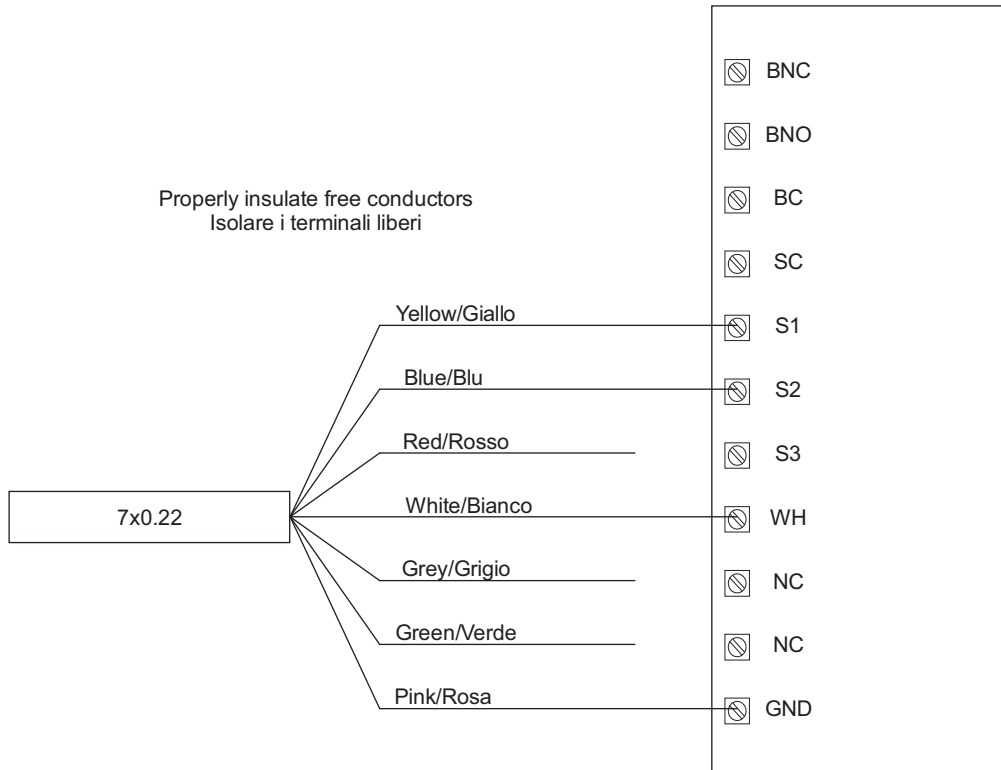 BNC
BNO
Properly insulate free conductors
Isolare i terminali liberi
BC
SC
Yellow/Giallo
S1
Blue/Blu
S2
Red/Rosso
S3
7x0.22
White/Bianco
WH
Grey/Grigio
NC
Green/Verde
NC
Pink/Rosa
GND